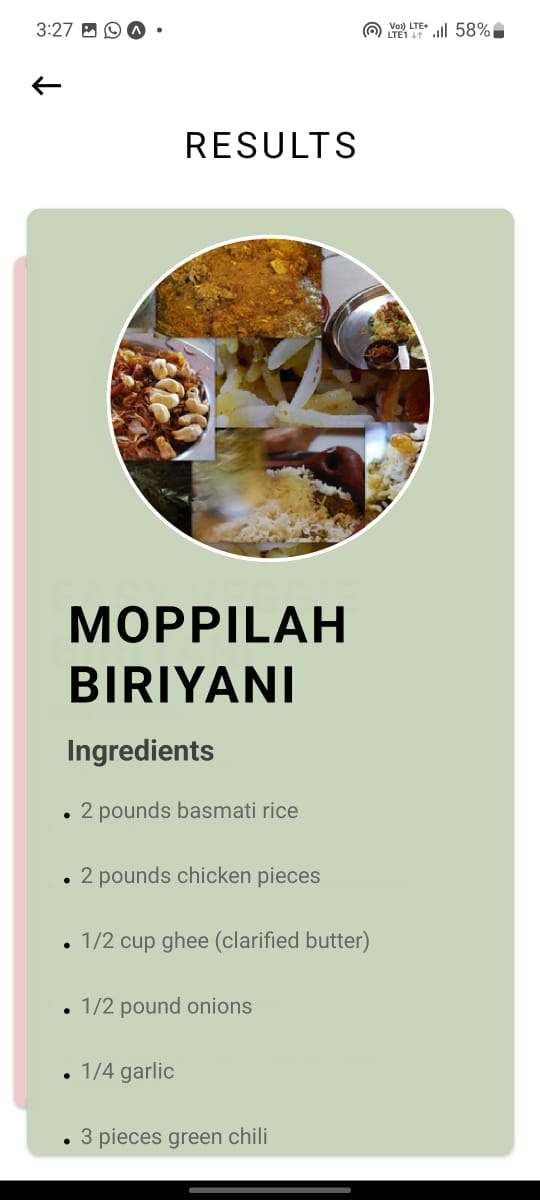 3:27
Vo)) LTE+
LTE1 ↓↑
58%
RESULTS
MOPPILAH
BIRIYANI
Ingredients
• 2 pounds basmati rice
• 2 pounds chicken pieces
• 1/2 cup ghee (clarified butter)
• 1/2 pound onions
• 1/4 garlic
• 3 pieces green chili